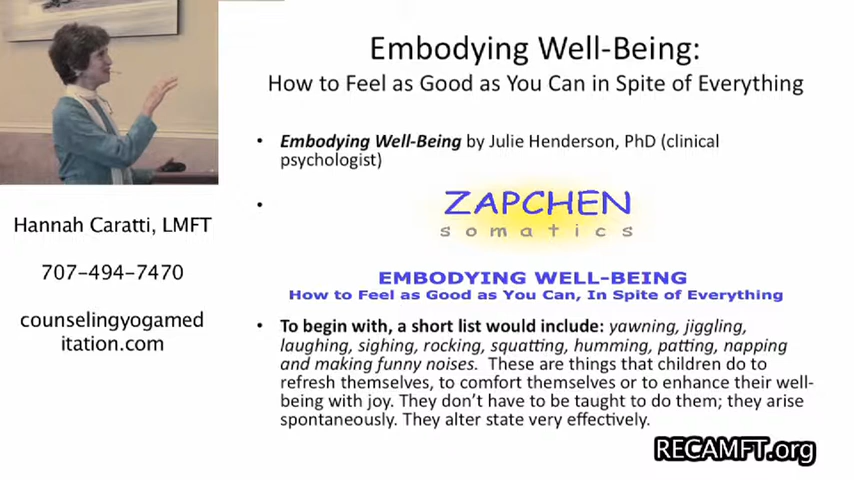 Embodying Well-Being:
How to Feel as Good as You Can in Spite of Everything
• Embodying Well-Being by Julie Henderson, PhD (clinical
psychologist)
•
ZAPCHEN
somatics
EMBODYING WELL-BEING
How to Feel as Good as You Can, In Spite of Everything
• To begin with, a short list would include: yawning, jiggling,
laughing, sighing, rocking, squatting, humming, patting, napping
and making funny noises. These are things that children do to
refresh themselves, to comfort themselves or to enhance their well-
being with joy. They don't have to be taught to do them; they arise
spontaneously. They alter state very effectively.
Hannah Caratti, LMFT
707-494-7470
counselingyogamed
itation.com
RECAMFT.org